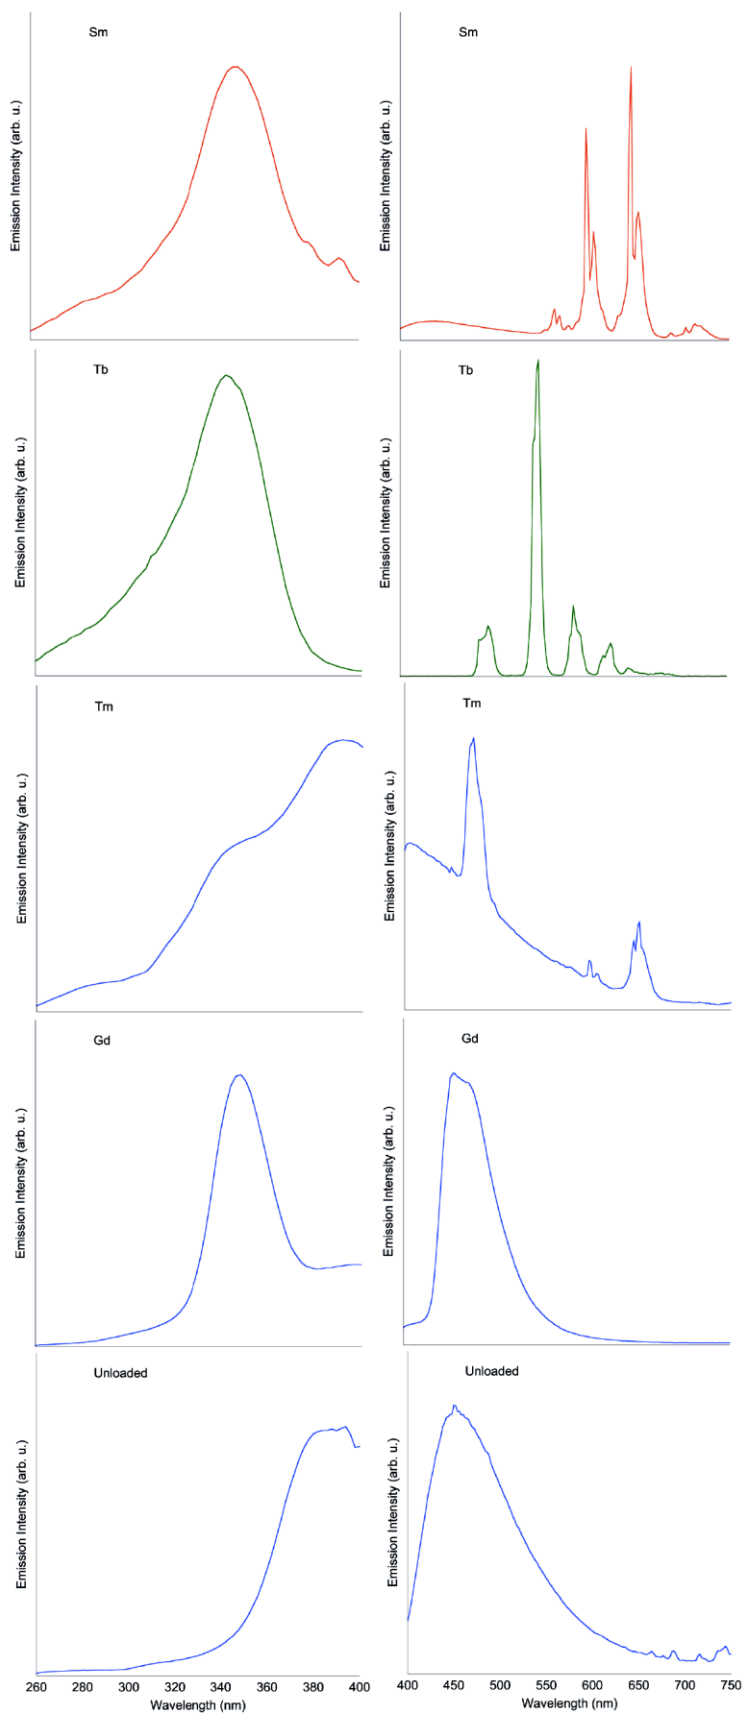 Sm
Emission Intensity (arb. u.)
Sm
Emission Intensity (arb. u.)
Tb
Emission Intensity (arb. u.)
Tb
Emission Intensity (arb. u.)
Tm
Emission Intensity (arb. u.)
Tm
Emission Intensity (arb. u.)
Gd
Emission Intensity (arb. u.)
Gd
Emission Intensity (arb. u.)
Unloaded
Emission Intensity (arb. u.)
260 280 300 320 340 360 380 400
Wavelength (nm)
Unloaded
Emission Intensity (arb. u.)
400 450 500 550 600 650 700 750
Wavelength (nm)